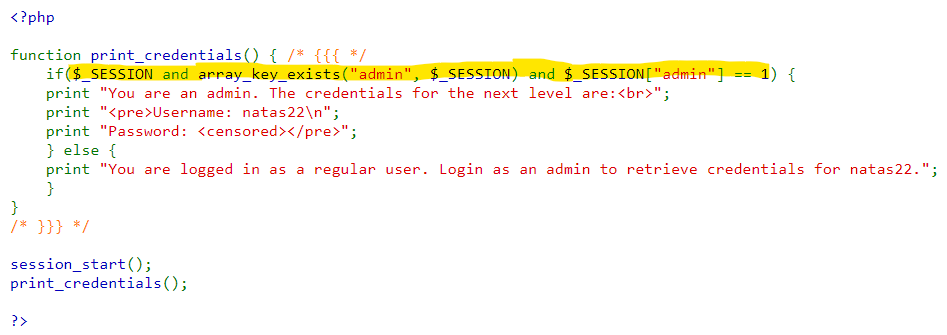 <?php
function print_credentials() { /* {{{ */
if($_SESSION and array_key_exists("admin", $_SESSION) and $_SESSION["admin"] == 1) {
print "You are an admin. The credentials for the next level are:<br>";
print "<pre>Username: natas22\n";
print "Password: <censored></pre>";
} else {
print "You are logged in as a regular user. Login as an admin to retrieve credentials for natas22.";
}
}
/* }}} */
session_start();
print_credentials();
?>